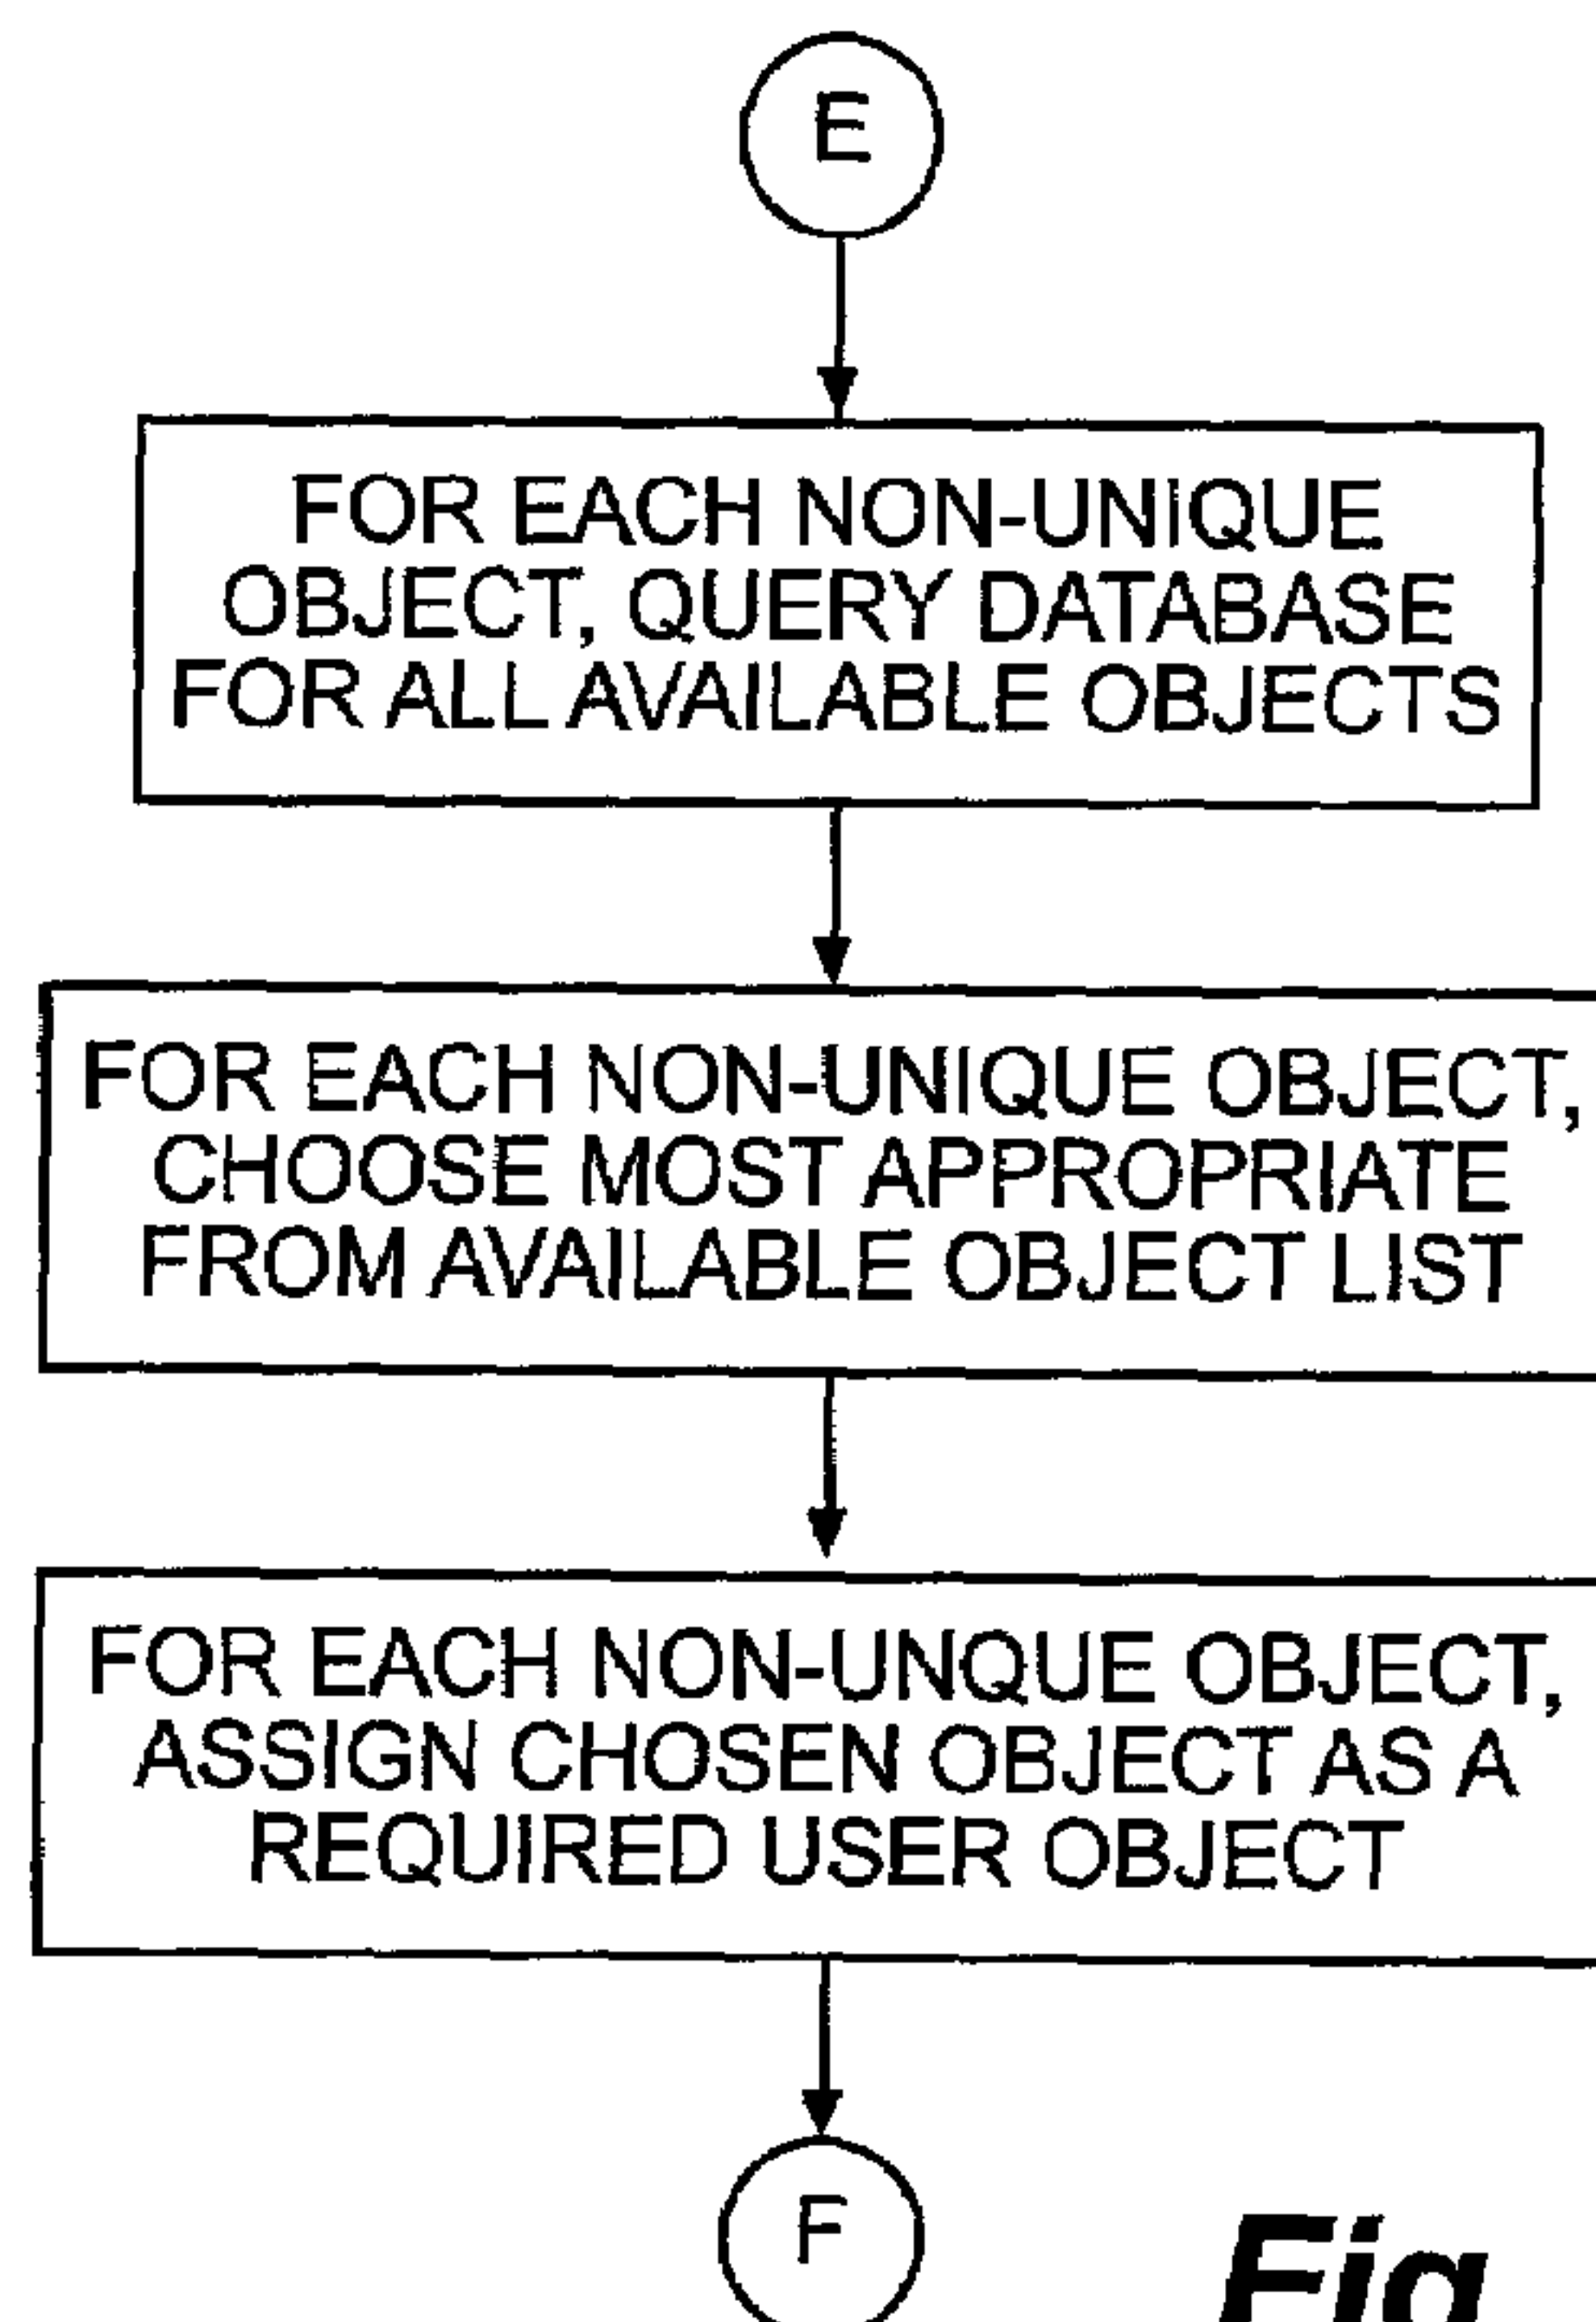 E
FOR EACH NON-UNIQUE
OBJECT, QUERY DATABASE
FOR ALL AVAILABLE OBJECTS
FOR EACH NON-UNIQUE OBJECT,
CHOOSE MOST APPROPRIATE
FROM AVAILABLE OBJECT LIST
FOR EACH NON-UNQUE OBJECT,
ASSIGN CHOSEN OBJECT AS A
REQUIRED USER OBJECT
F
Fig